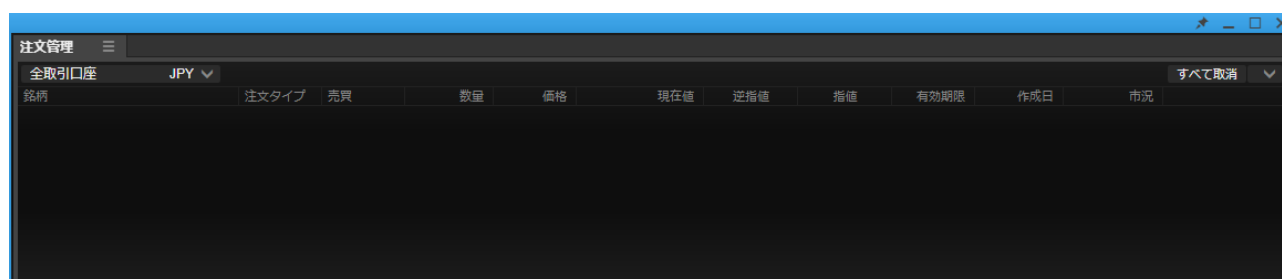 注文管理
全取引口座 JPY すべて取消
銘柄 注文タイプ 売買 数量 価格 現在値 逆指値 指値 有効期限 作成日 市況